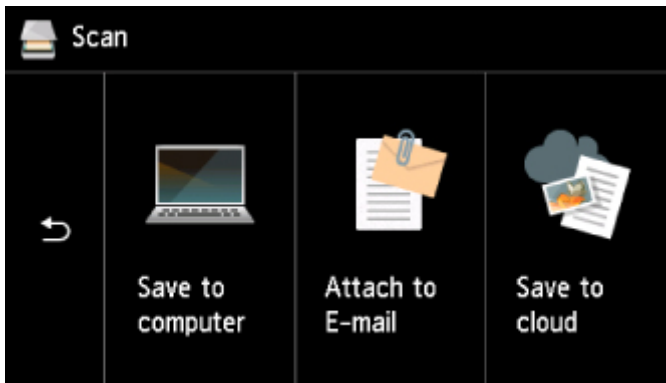 Scan
Save to
computer
Attach to
E-mail
Save to
cloud